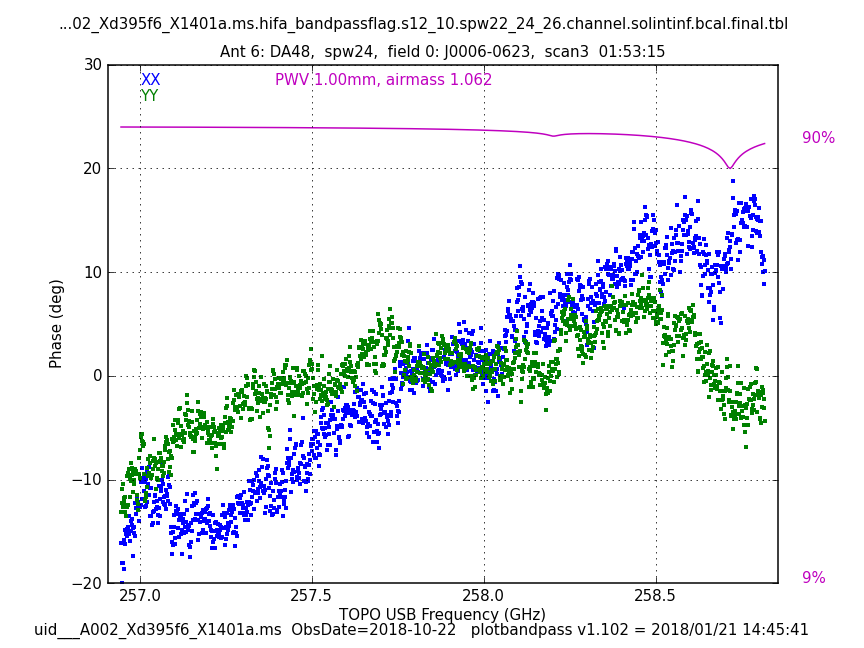 ...02_Xd395f6_X1401a.ms.hifa_bandpassflag.s12_10.spw22_24_26.channel.solintinf.bcal.final.tbl
Ant 6: DA48,  spw24,  field 0: J0006-0623,  scan3  01:53:15
30
XX
PWV 1.00mm, airmass 1.062
YY
90%
20
10
Phase (deg)
0
−10
−20
9%
257.0
257.5
258.0
258.5
TOPO USB Frequency (GHz)
uid___A002_Xd395f6_X1401a.ms  ObsDate=2018-10-22   plotbandpass v1.102 = 2018/01/21 14:45:41